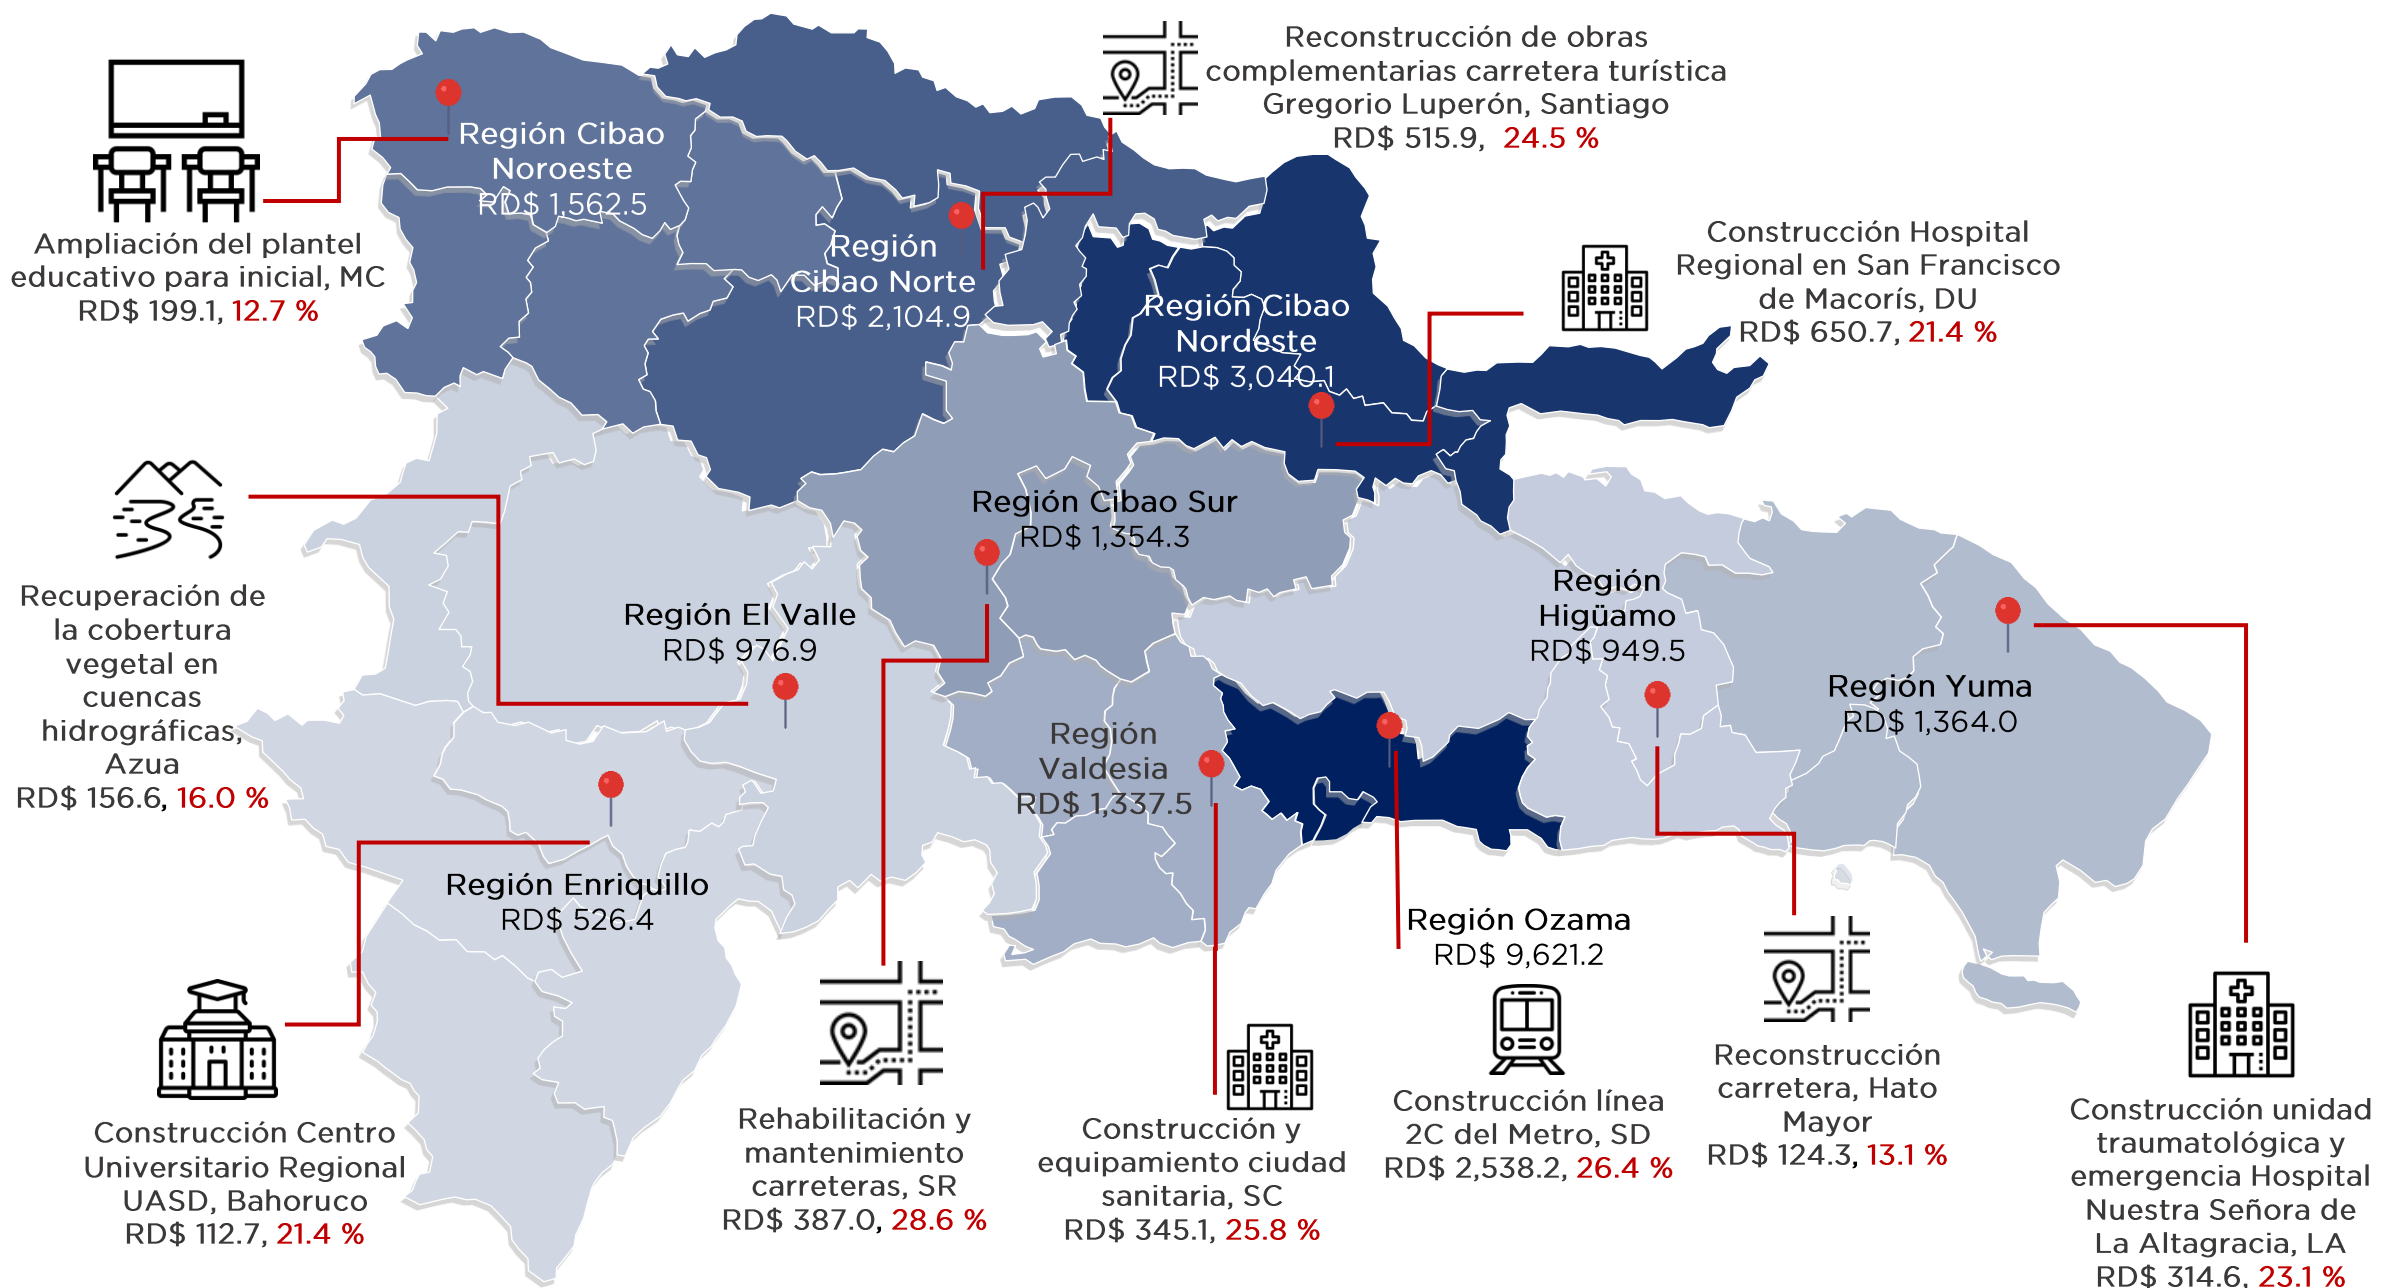 Reconstrucción de obras
complementarias carretera turística
Gregorio Luperón, Santiago
RD$ 515.9, 24.5 %
Región Cibao
Noroeste
RD$ 1,562.5
Ampliación del plantel
educativo para inicial, MC
RD$ 199.1, 12.7 %
Región
Cibao Norte
RD$ 2,104.9
Construcción Hospital
Regional en San Francisco
de Macorís, DU
RD$ 650.7, 21.4 %
Región Cibao
Nordeste
RD$ 3,040.1
Región Cibao Sur
RD$ 1,354.3
Recuperación de
la cobertura
vegetal en
cuencas
hidrográficas,
Azua
RD$ 156.6, 16.0 %
Región El Valle
RD$ 976.9
Región
Higüamo
RD$ 949.5
Región Yuma
RD$ 1,364.0
Región
Valdesia
RD$ 1,337.5
Región Enriquillo
RD$ 526.4
Región Ozama
RD$ 9,621.2
Construcción Centro
Universitario Regional
UASD, Bahoruco
RD$ 112.7, 21.4 %
Rehabilitación y
mantenimiento
carreteras, SR
RD$ 387.0, 28.6 %
Construcción y
equipamiento ciudad
sanitaria, SC
RD$ 345.1, 25.8 %
Construcción línea
2C del Metro, SD
RD$ 2,538.2, 26.4 %
Reconstrucción
carretera, Hato
Mayor
RD$ 124.3, 13.1 %
Construcción unidad
traumatológica y
emergencia Hospital
Nuestra Señora de
La Altagracia, LA
RD$ 314.6, 23.1 %